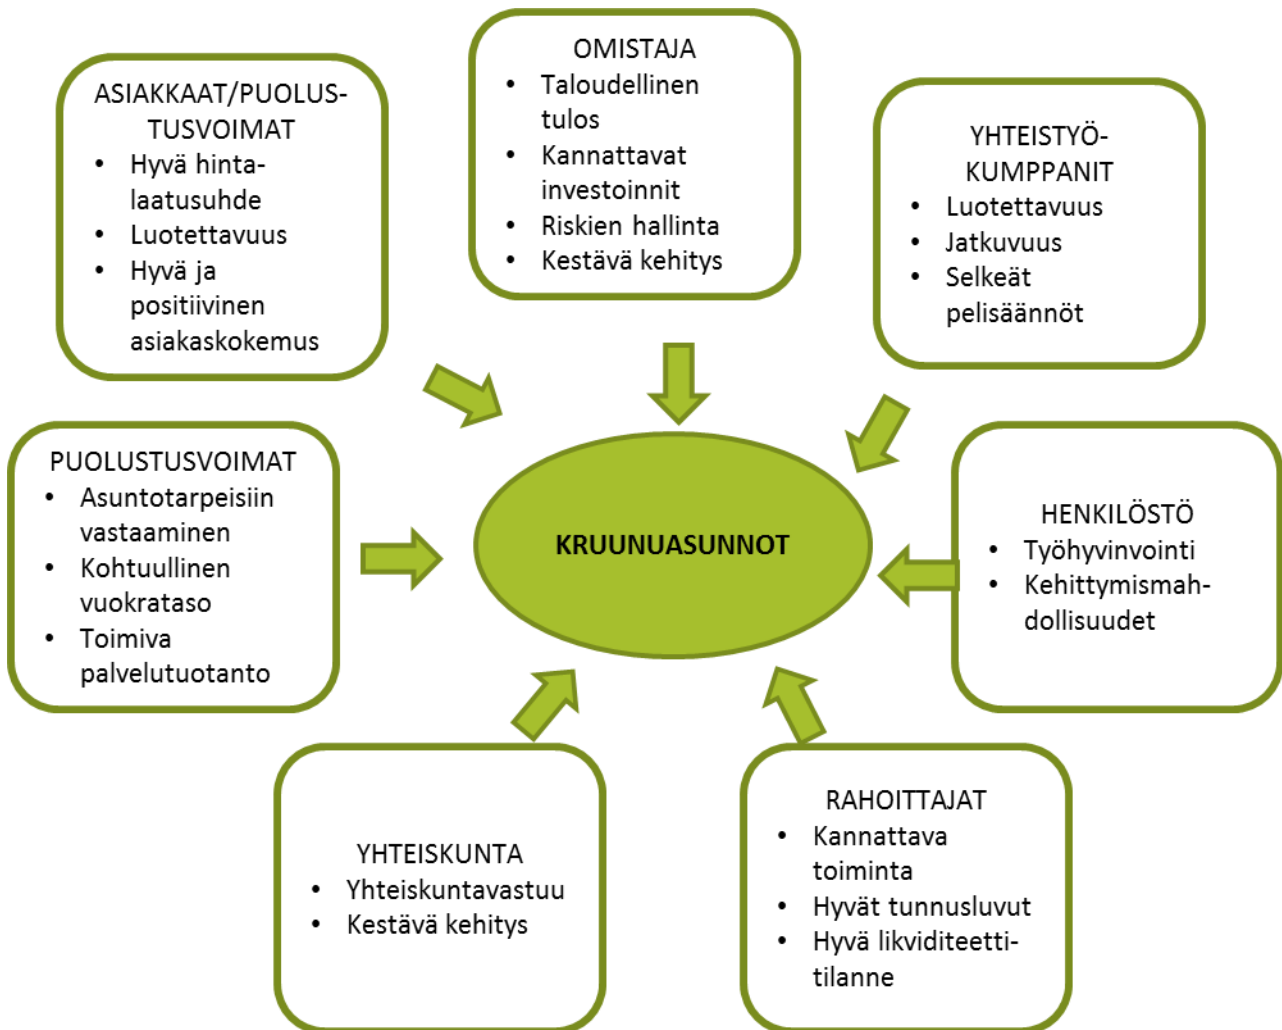 OMISTAJA
• Taloudellinen
tulos
• Kannattavat
investoinnit
• Riskien hallinta
• Kestävä kehitys
ASIAKKAAT/PUOLUS-
TUSVOIMAT
• Hyvä hinta-
laatusuhde
• Luotettavuus
• Hyvä ja
positiivinen
asiakaskokemus
YHTEISTYÖ-
KUMPPANIT
• Luotettavuus
• Jatkuvuus
• Selkeät
pelisäännöt
PUOLUSTUSVOIMAT
• Asuntotarpeisiin
vastaaminen
• Kohtuullinen
vuokrataso
• Toimiva
palvelutuotanto
KRUUNUASUNNOT
HENKILÖSTÖ
• Työhyvinvointi
• Kehittymismah-
dollisuudet
YHTEISKUNTA
• Yhteiskuntavastuu
• Kestävä kehitys
RAHOITTAJAT
• Kannattava
toiminta
• Hyvät tunnusluvut
• Hyvä likviditeetti-
tilanne